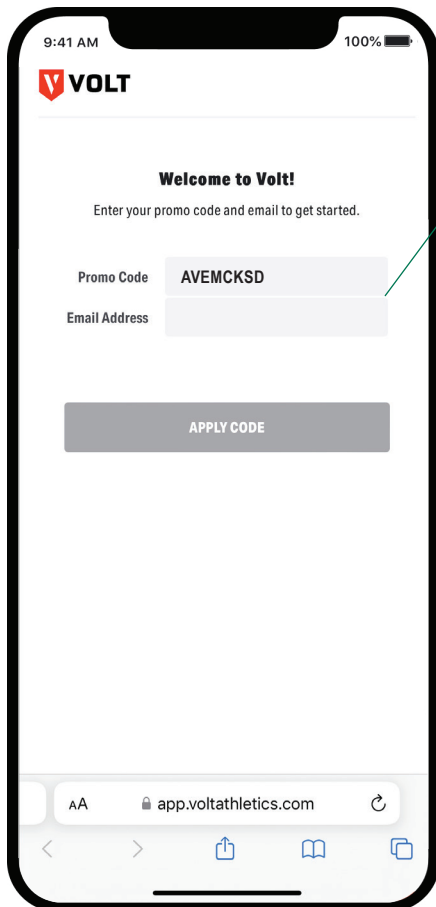 9:41 AM 100%
VOLT
Welcome to Volt!
Enter your promo code and email to get started.
Promo Code AVEMCKSD
Email Address
APPLY CODE
AA app.voltathletics.com